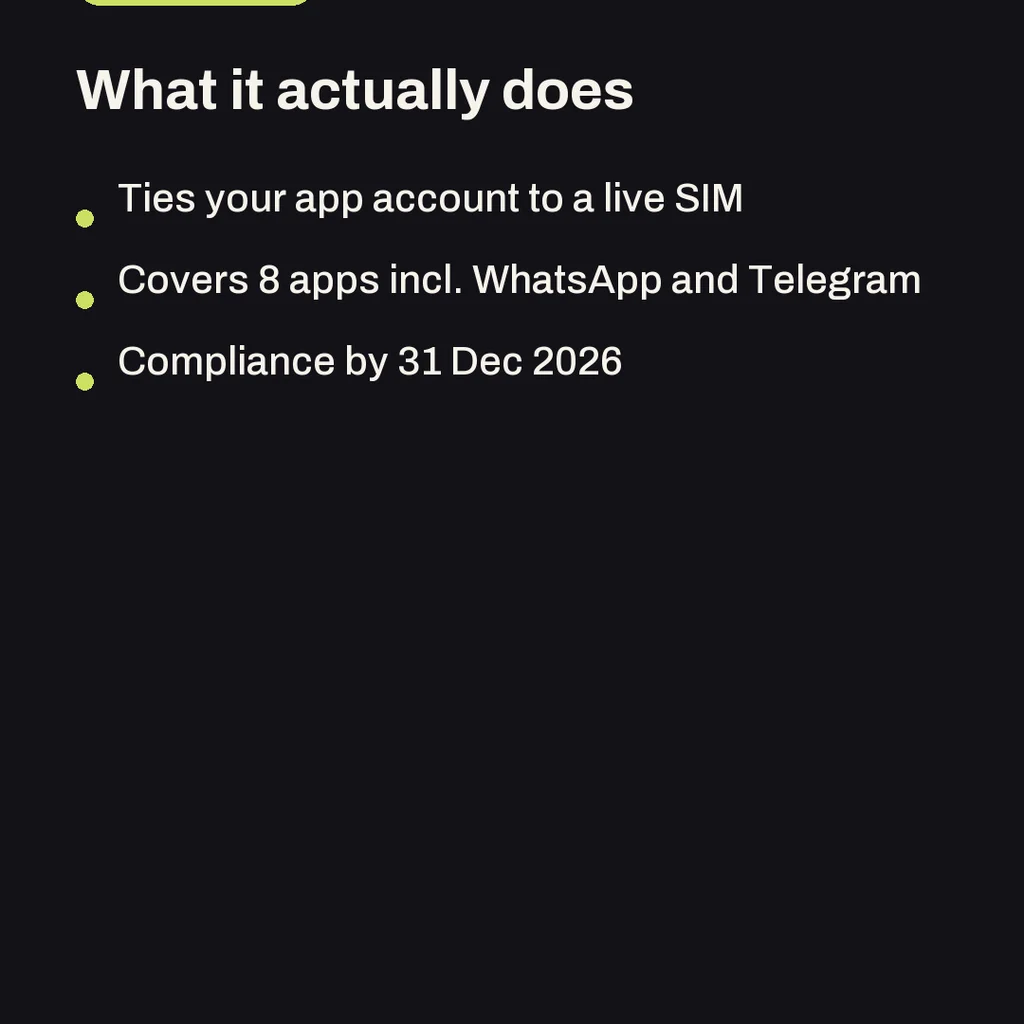 What it actually does
Ties your app account to a live SIM
Covers 8 apps incl. WhatsApp and Telegram
Compliance by 31 Dec 2026